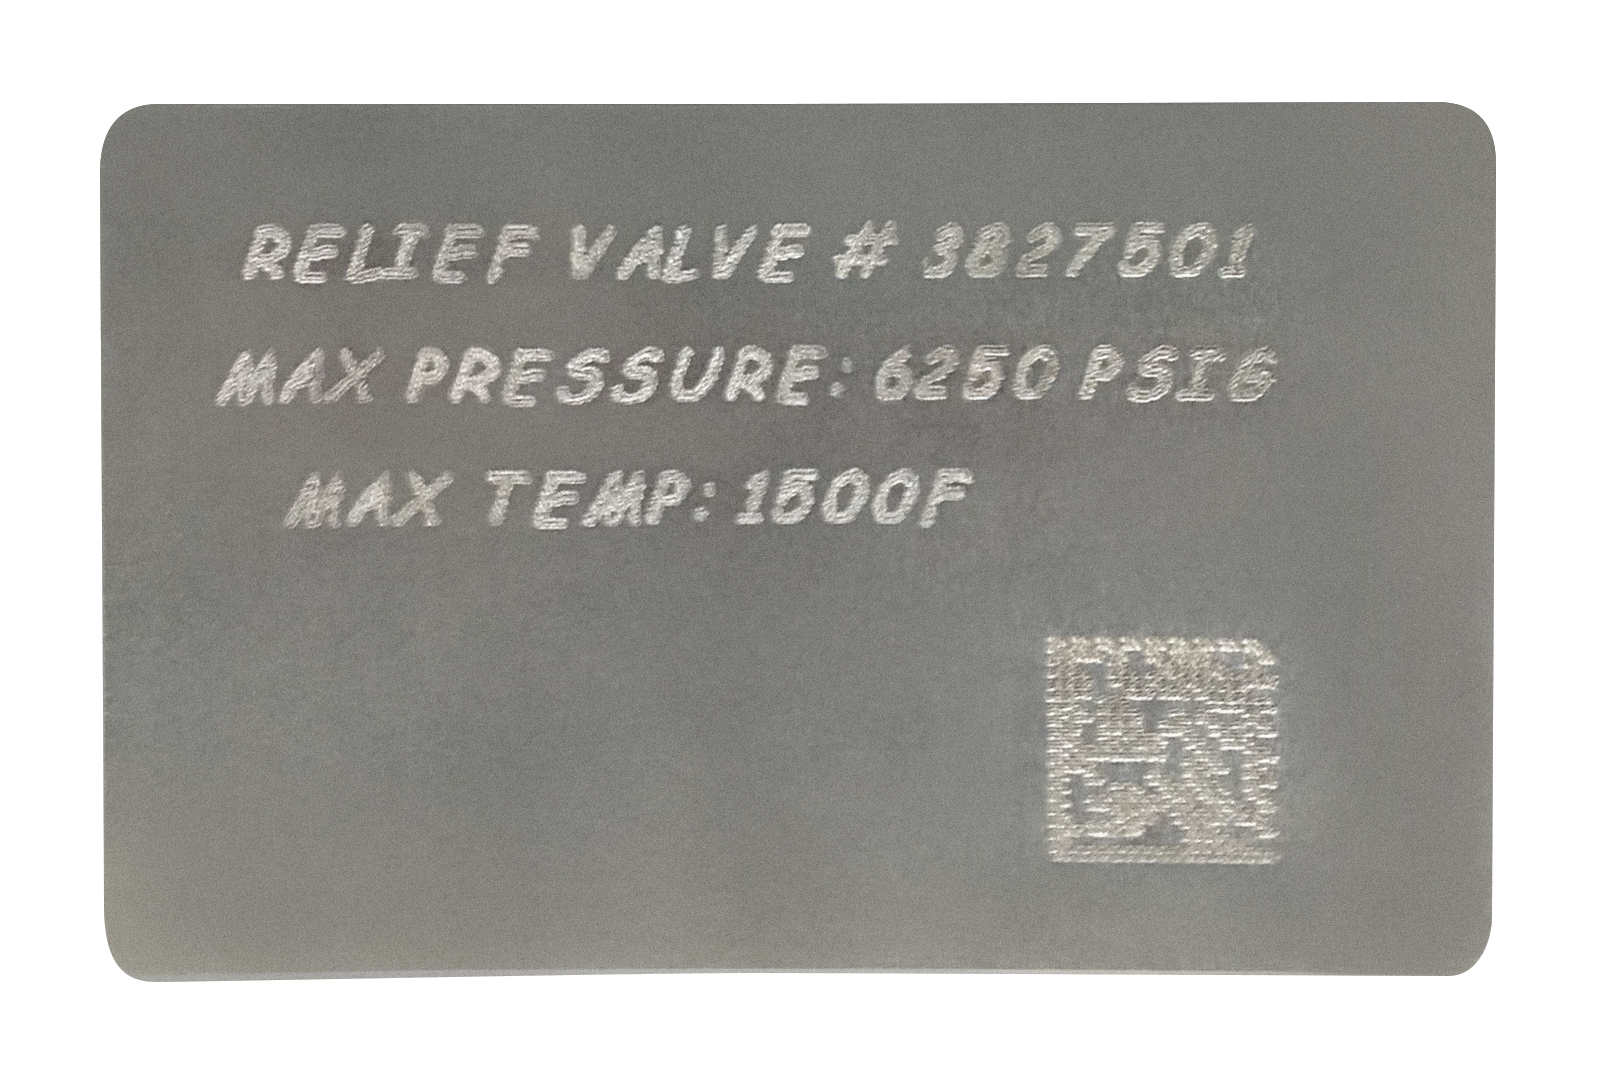 RELIEF VALVE # 3827501
MAX PRESSURE: 6250 PSIG
MAX TEMP: 1500F